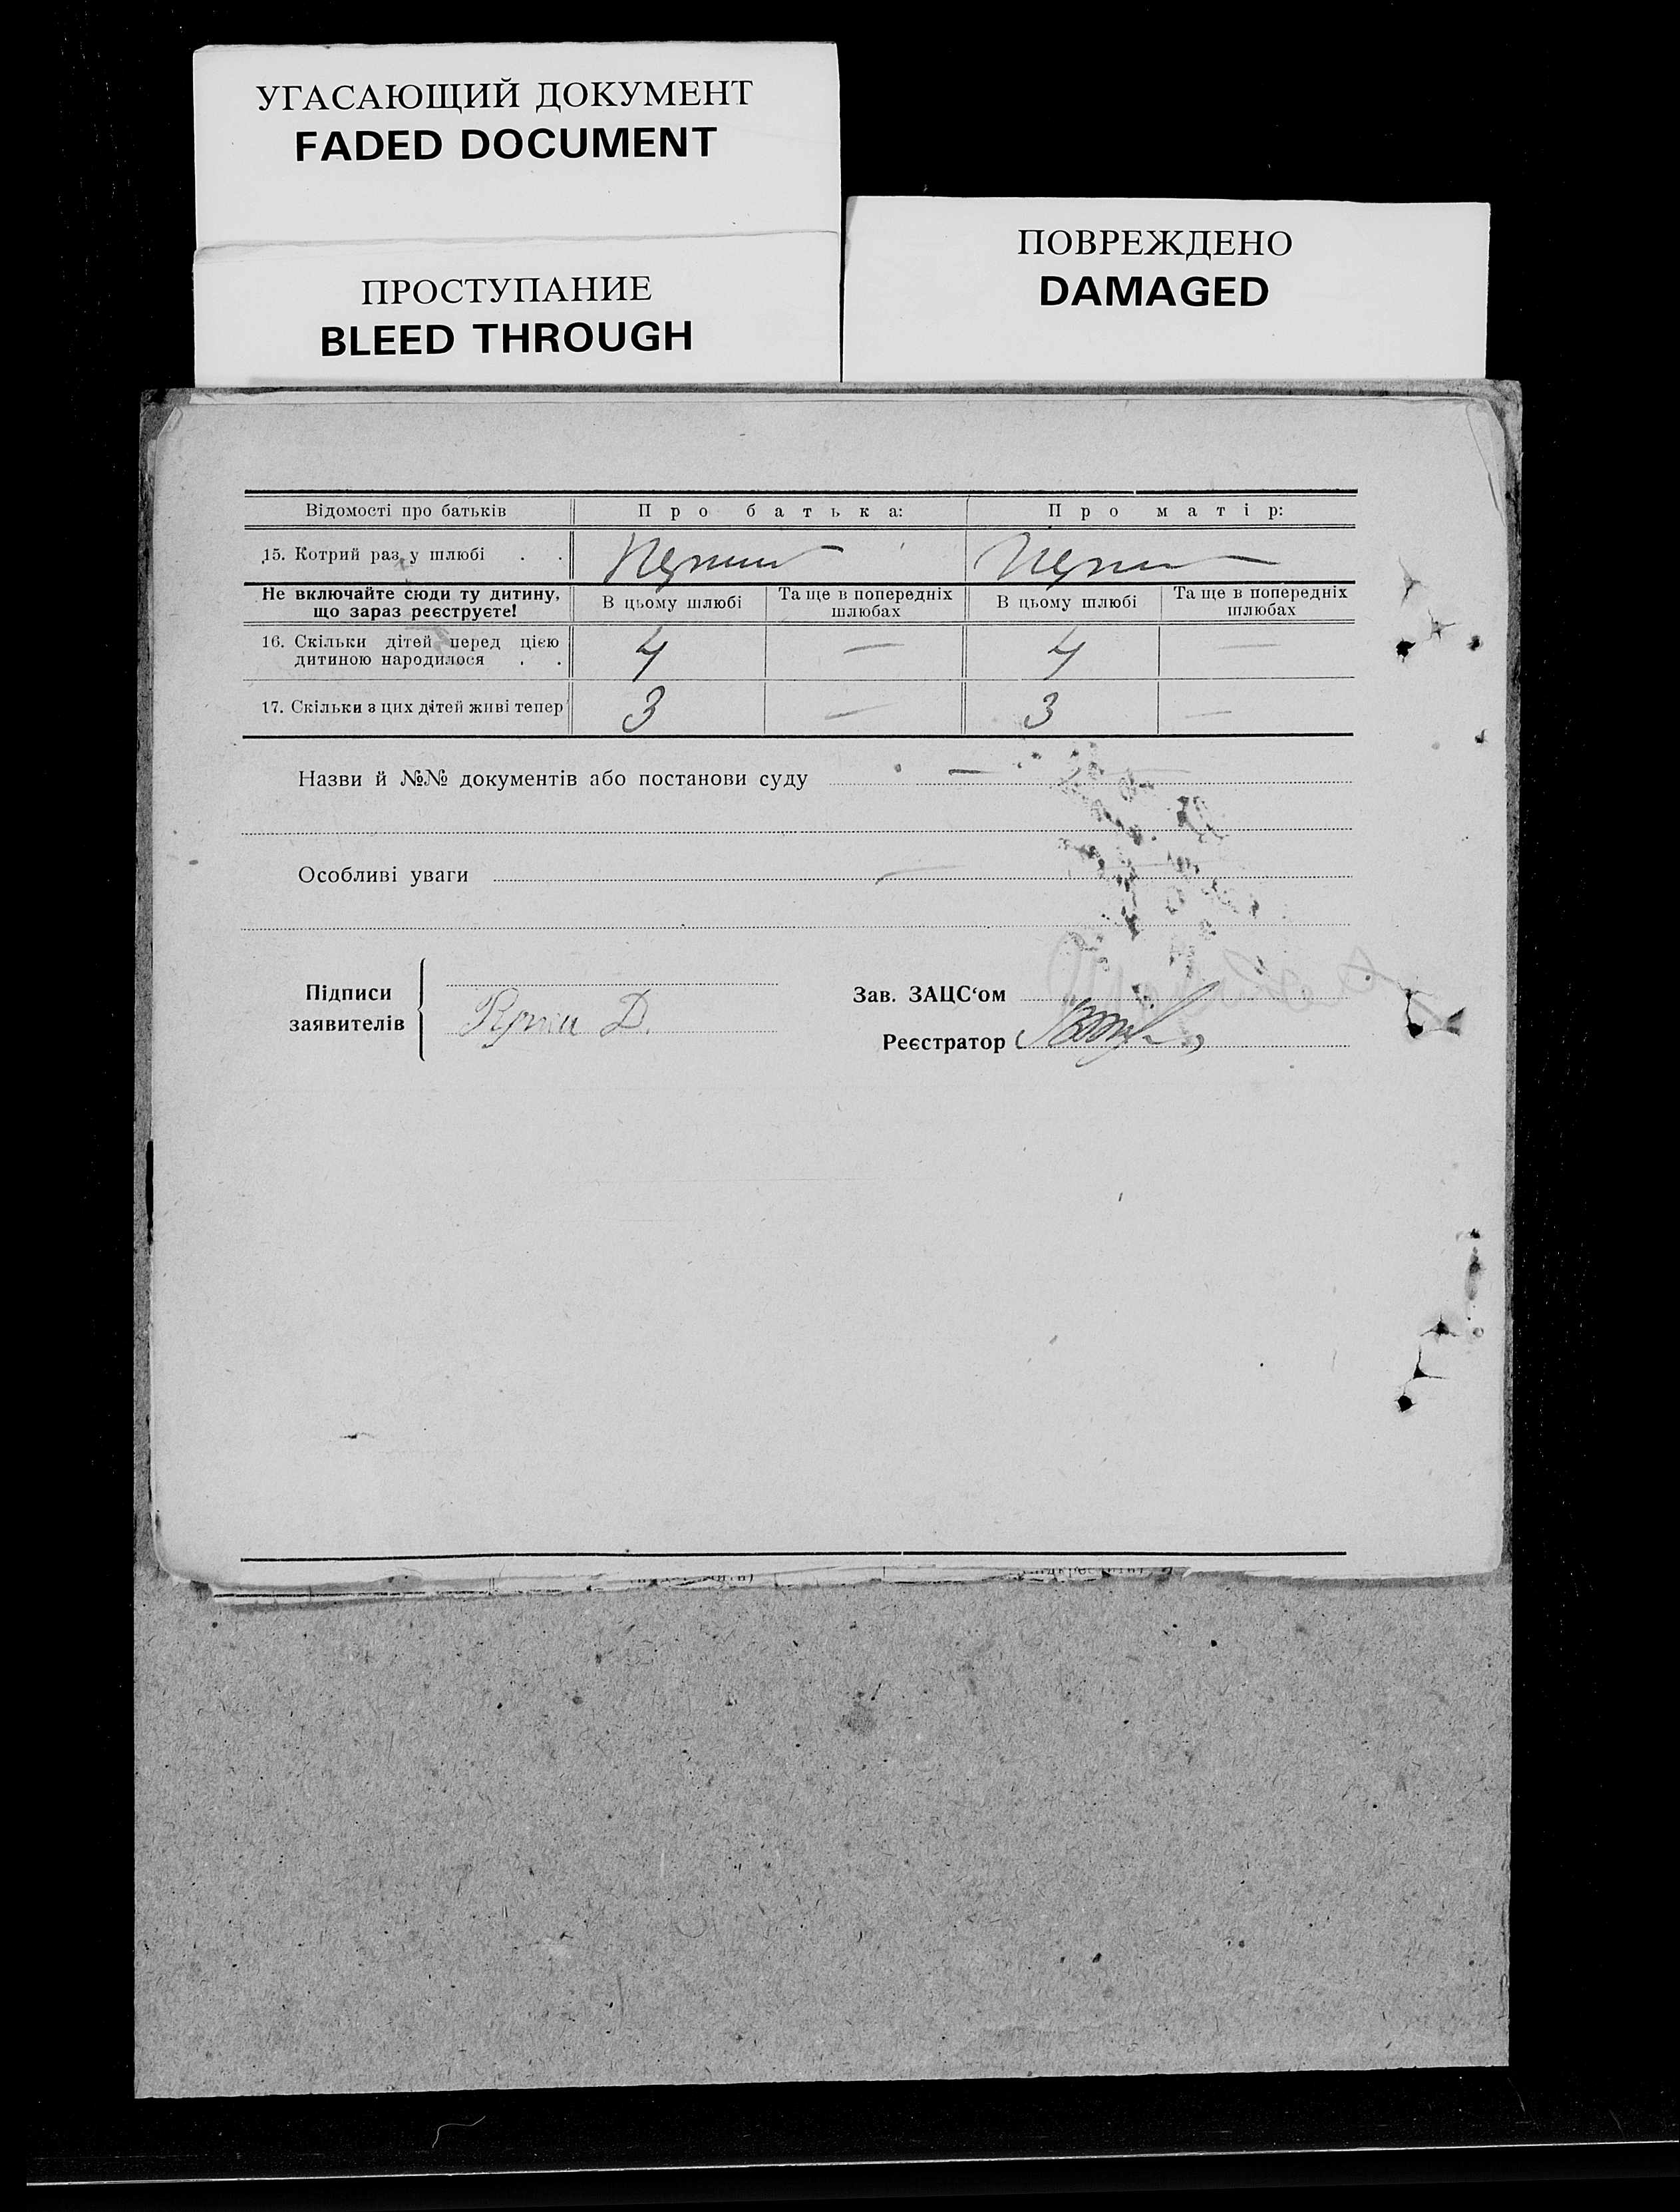 УГАСАЮЩИЙ ДОКУМЕНТ
FADED DOCUMENT
ПРОСТУПАНИЕ
BLEED THROUGH
ПОВРЕЖДЕНО
DAMAGED
Відомості про батьків Про батька: Про матір:
15. Котрий раз у шлюбі . .
Не включайте сюди ту дитину, що зараз реєструєте! В цьому шлюбі Та ще в попередніх шлюбах В цьому шлюбі Та ще в попередніх шлюбах
16. Скільки дітей перед цією
дитиною народилося . . 4 — 4 —
17. Скільки з цих дітей живі тепер 3 — 3 —
Назви й №№ документів або постанови суду —
Особливі уваги —
Підписи
заявителів Д.
Зав. ЗАЦС‘ом
Реєстратор